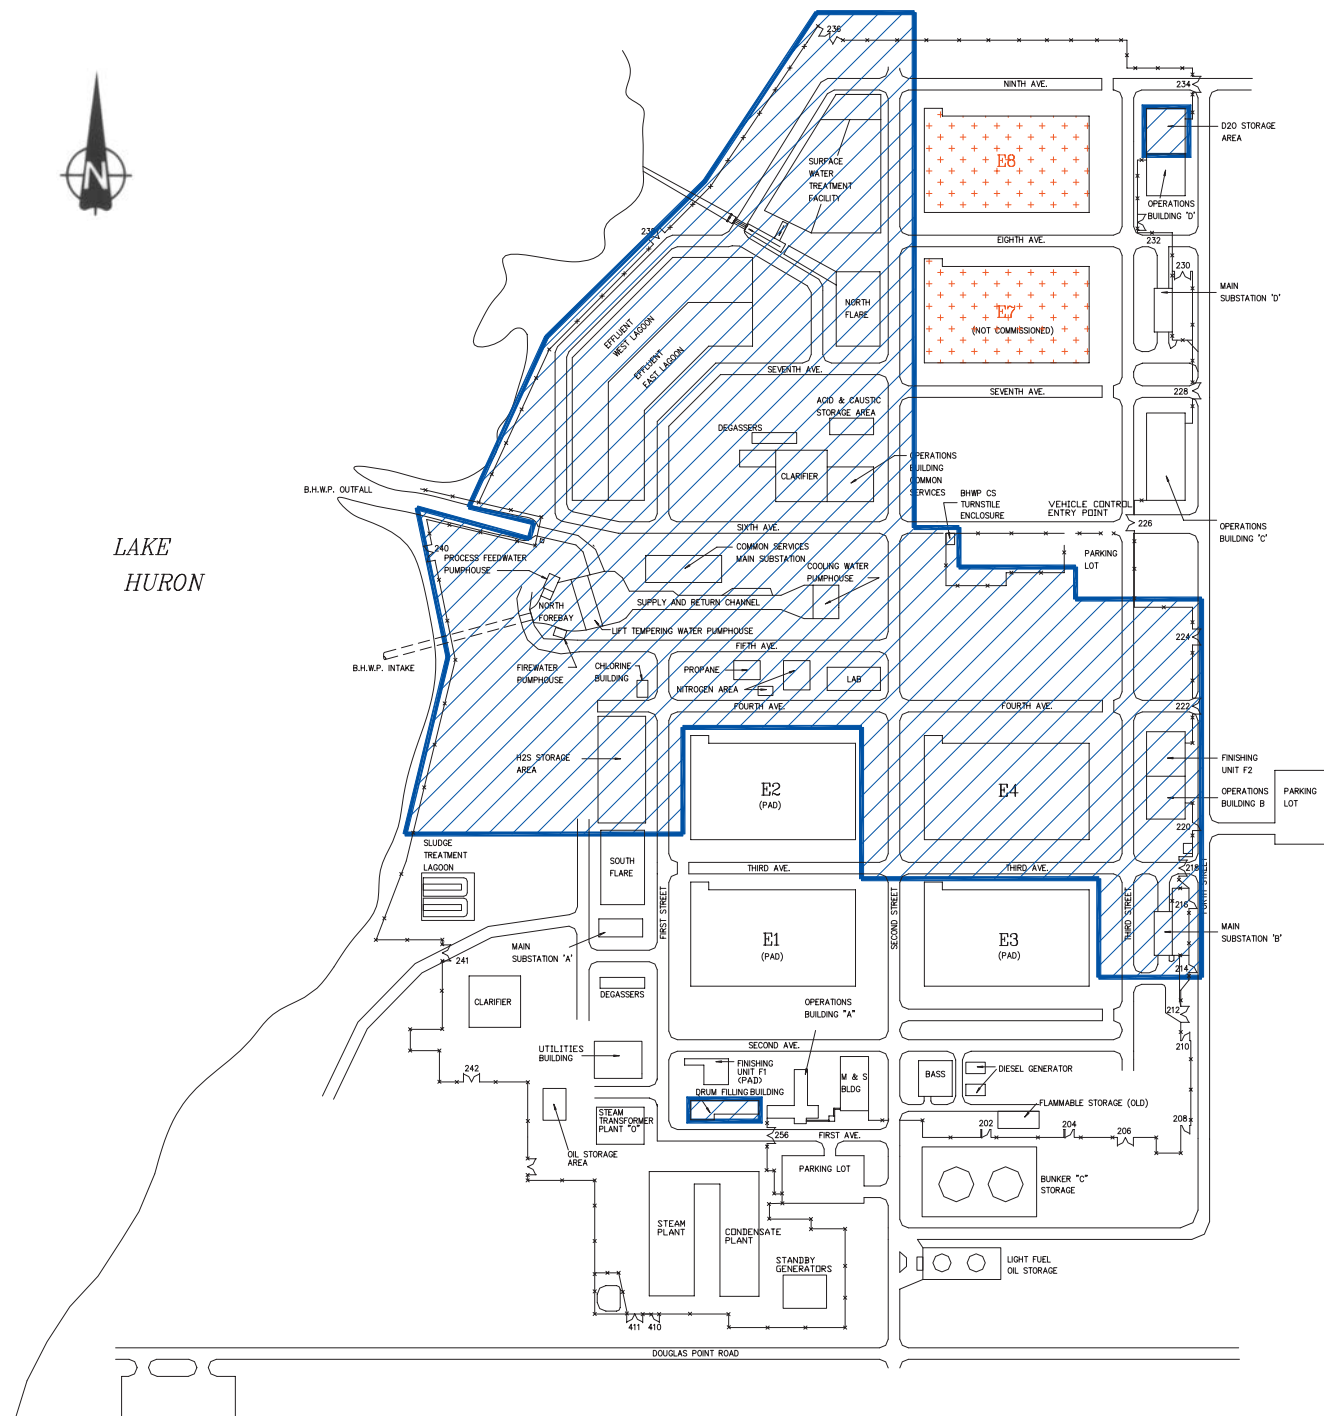 236
NINTH AVE.
234
N
D2O STORAGE
AREA
E8
SURFACE
WATER
TREATMENT
FACILITY
OPERATIONS
BUILDING 'D'
EIGHTH AVE.
232
230
MAIN
SUBSTATION 'D'
NORTH
FLARE
E7
(NOT COMMISSIONED)
EFFLUENT
WEST LAGOON
EFFLUENT
EAST LAGOON
SEVENTH AVE.
SEVENTH AVE.
228
ACID & CAUSTIC
STORAGE AREA
DEGASSERS
CLARIFIER
OPERATIONS
BUILDING
COMMON
SERVICES
BHWP CS
TURNSTILE
ENCLOSURE
VEHICLE CONTROL
ENTRY POINT
226
OPERATIONS
BUILDING 'C'
B.H.W.P. OUTFALL
SIXTH AVE.
LAKE
HURON
240
PROCESS FEEDWATER
PUMPHOUSE
COMMON SERVICES
MAIN SUBSTATION
COOLING WATER
PUMPHOUSE
PARKING
LOT
NORTH
FOREBAY
SUPPLY AND RETURN CHANNEL
LIFT TEMPERING WATER PUMPHOUSE
224
FIFTH AVE.
B.H.W.P. INTAKE
FIREWATER
PUMPHOUSE
CHLORINE
BUILDING
PROPANE
NITROGEN AREA
LAB
FOURTH AVE.
FOURTH AVE.
222
H2S STORAGE
AREA
E2
(PAD)
E4
FINISHING
UNIT F2
OPERATIONS
BUILDING B
PARKING
LOT
220
SLUDGE
TREATMENT
LAGOON
SOUTH
FLARE
THIRD AVE.
THIRD AVE.
218
FIRST STREET
SECOND STREET
THIRD STREET
216
E1
(PAD)
E3
(PAD)
MAIN
SUBSTATION 'B'
214
MAIN
SUBSTATION 'A'
241
CLARIFIER
DEGASSERS
OPERATIONS
BUILDING "A"
212
210
SECOND AVE.
UTILITIES
BUILDING
242
FINISHING
UNIT F1
(PAD)
DRUM FILLING BUILDING
M & S
BLDG
BASS
DIESEL GENERATOR
FLAMMABLE STORAGE (OLD)
STEAM
TRANSFORMER
PLANT "O"
OIL STORAGE
AREA
256
FIRST AVE.
202
204
206
208
PARKING LOT
BUNKER "C"
STORAGE
STEAM
PLANT
CONDENSATE
PLANT
STANDBY
GENERATORS
LIGHT FUEL
OIL STORAGE
411
410
DOUGLAS POINT ROAD